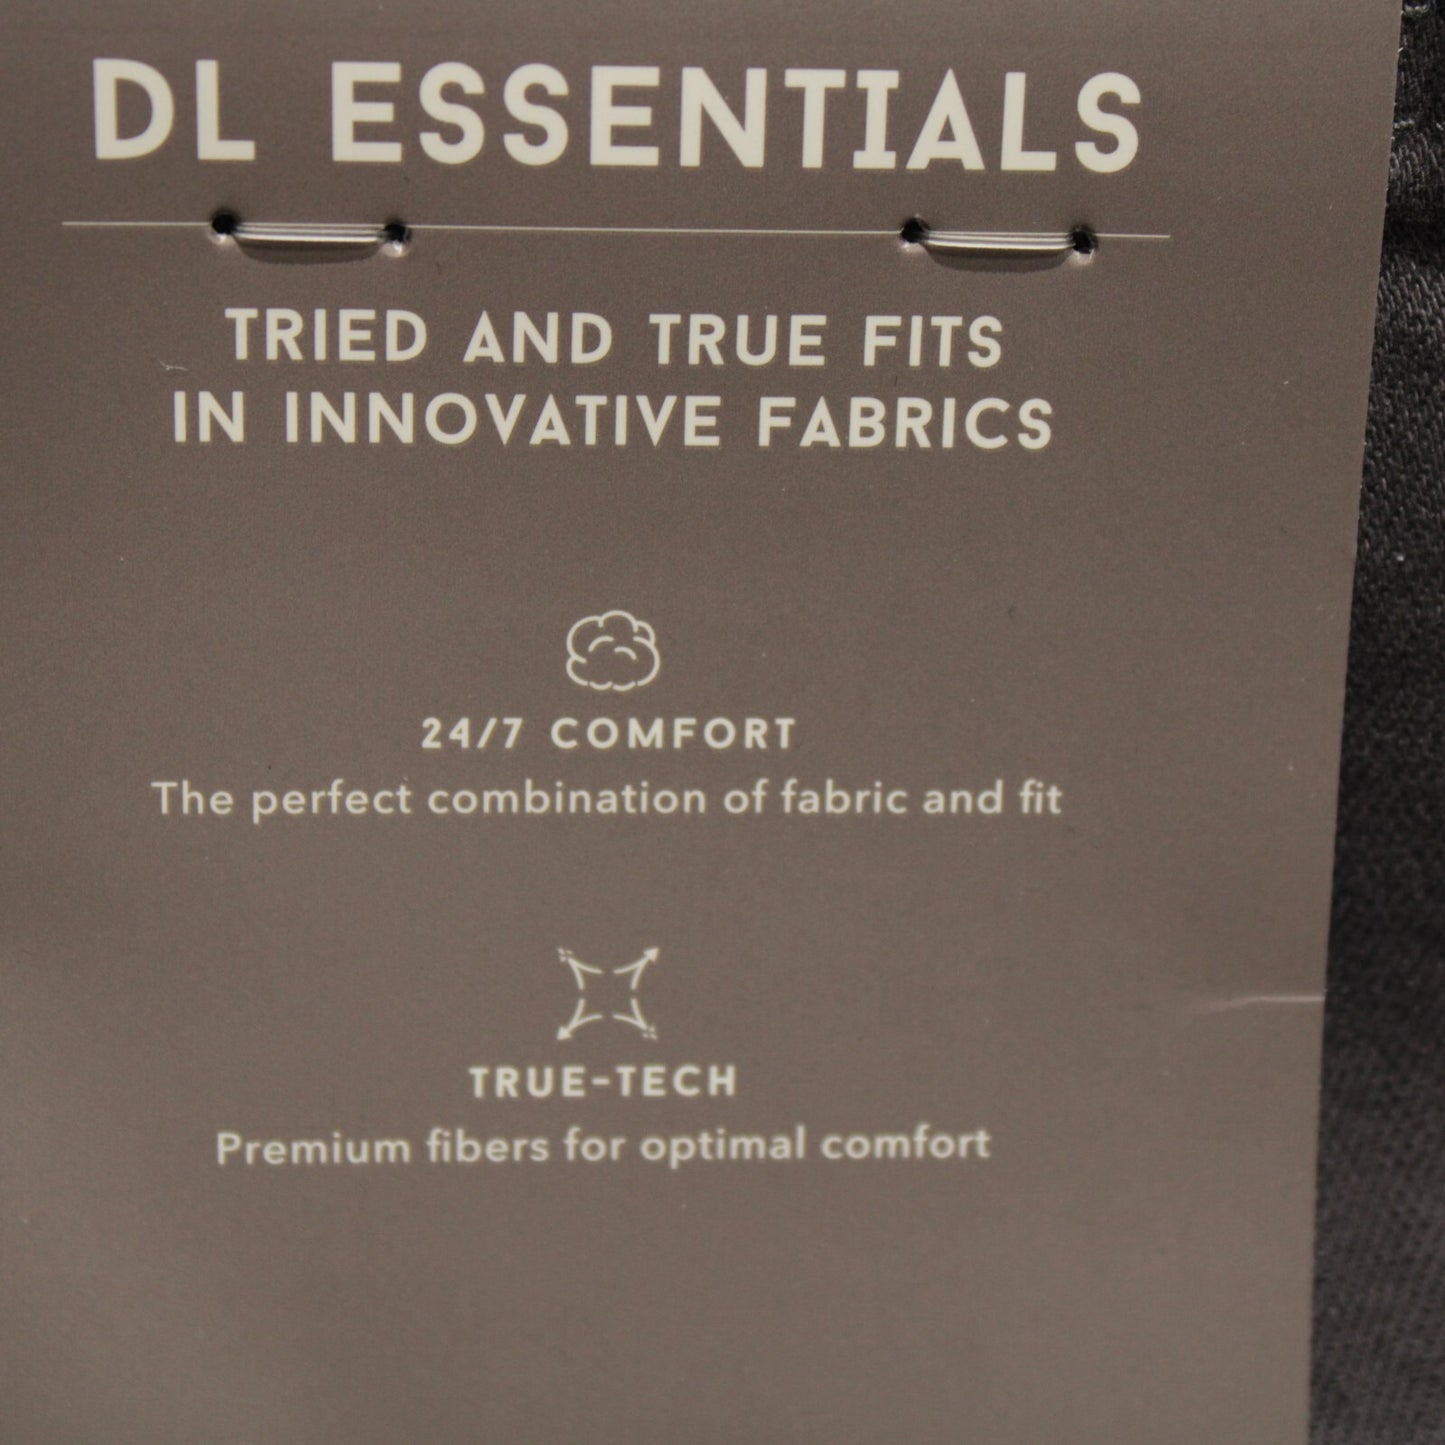 DL ESSENTIALS
TRIED AND TRUE FITS
IN INNOVATIVE FABRICS
24/7 COMFORT
The perfect combination of fabric and fit
TRUE-TECH
Premium fibers for optimal comfort